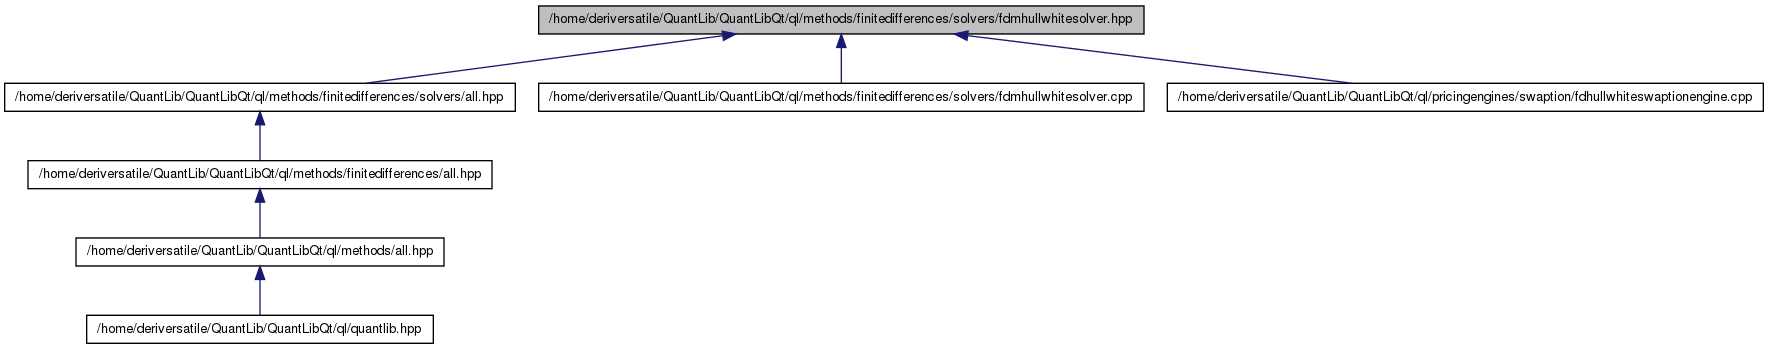 /home/deriversatile/QuantLib/QuantLibQt/ql/methods/finitedifferences/solvers/fdmhullwhitesolver.hpp
/home/deriversatile/QuantLib/QuantLibQt/ql/methods/finitedifferences/solvers/all.hpp
/home/deriversatile/QuantLib/QuantLibQt/ql/methods/finitedifferences/solvers/fdmhullwhitesolver.cpp
/home/deriversatile/QuantLib/QuantLibQt/ql/pricingengines/swaption/fdhullwhiteswaptionengine.cpp
/home/deriversatile/QuantLib/QuantLibQt/ql/methods/finitedifferences/all.hpp
/home/deriversatile/QuantLib/QuantLibQt/ql/methods/all.hpp
/home/deriversatile/QuantLib/QuantLibQt/ql/quantlib.hpp